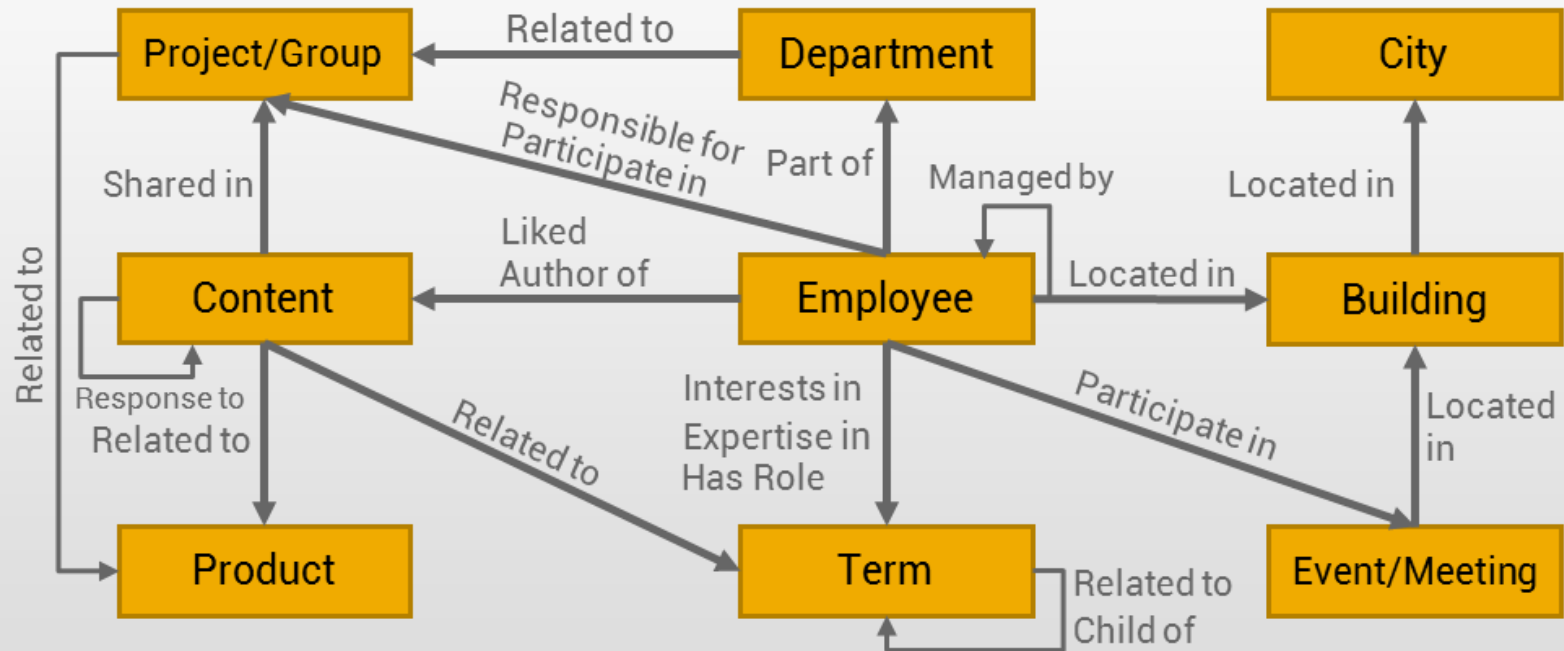 Project/Group
Related to
Department
City
Responsible for
Participate in
Shared in
Part of
Managed by
Located in
Liked
Author of
Located in
Content
Employee
Building
Related to
Response to
Related to
Related to
Interests in
Expertise in
Has Role
Participate in
Located
in
Product
Term
Event/Meeting
Related to
Child of